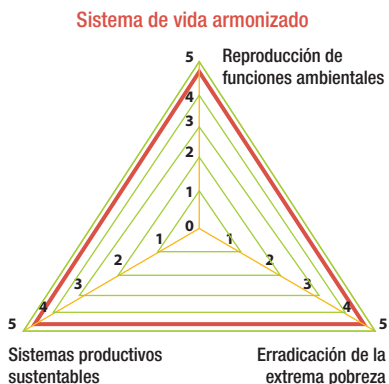 Sistema de vida armonizado
5
Reproducción de
funciones ambientales
4
3
2
1
0
1 1
2 2
3 3
4 4
5 5
Sistemas productivos
sustentables
Erradicación de la
extrema pobreza